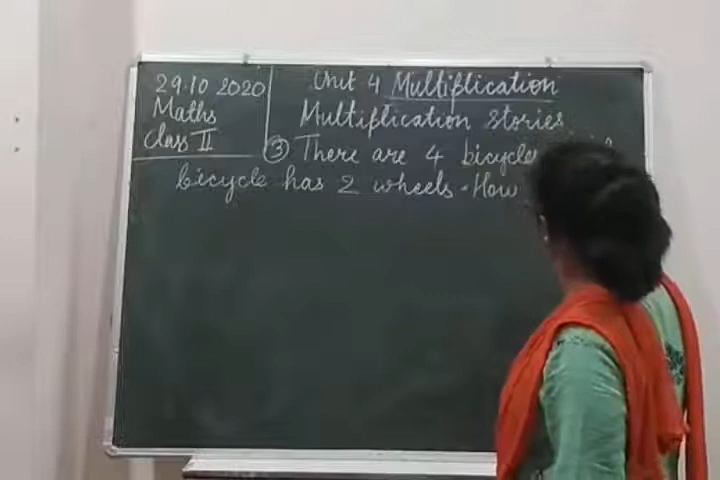 29.10 2020
Maths
Class II
Unit 4 Multiplication
Multiplication Stories
③ There are 4 bicycle
bicycle has 2 wheels. How